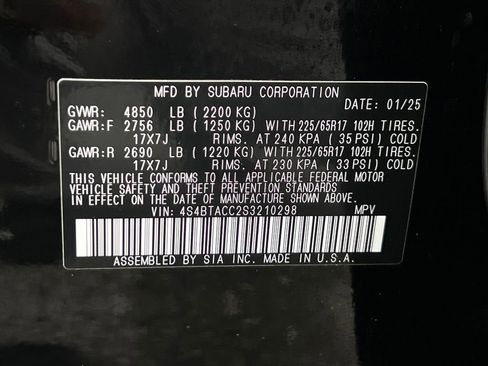 MFD BY SUBARU CORPORATION
DATE: 01/25
GVWR: 4850 LB (2200 KG)
GAWR:F 2756 LB (1250 KG) WITH 225/65R17 102H TIRES.
17X7J RIMS. AT 240 KPA (35 PSI) COLD
GAWR:R 2690 LB (1220 KG) WITH 225/65R17 102H TIRES.
17X7J RIMS. AT 230 KPA (33 PSI) COLD
THIS VEHICLE CONFORMS TO ALL APPLICABLE FEDERAL MOTOR
VEHICLE SAFETY AND THEFT PREVENTION STANDARDS
IN EFFECT ON THE DATE OF MANUFACTURE SHOWN ABOVE.
VIN: 4S4BTACC2S3210298 MPV
ASSEMBLED BY SIA INC. MADE IN U.S.A.